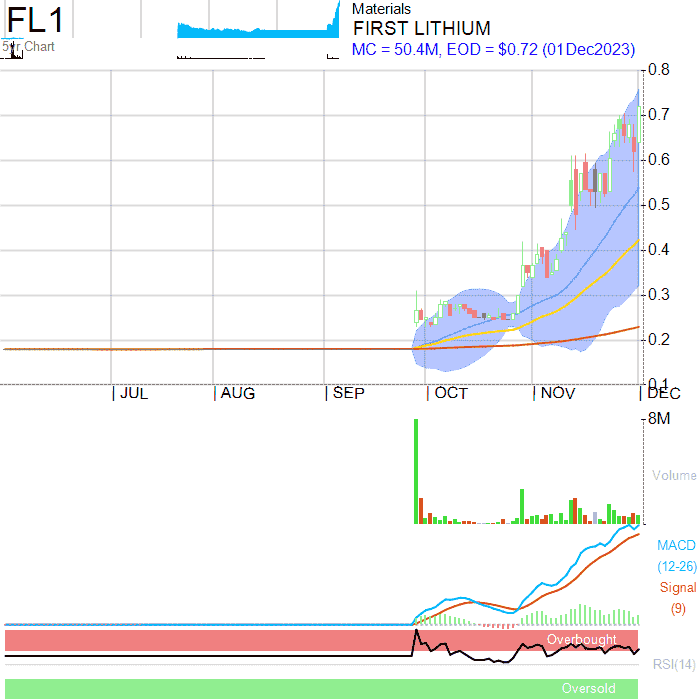 FL1
5yr Chart
Materials
FIRST LITHIUM
MC = 50.4M, EOD = $0.72 (01Dec2023)
0.8
0.7
0.6
0.5
0.4
0.3
0.2
0.1
JUL AUG SEP OCT NOV DEC
8M
Volume
MACD
(12-26)
Signal
(9)
Overbought
RSI(14)
Oversold